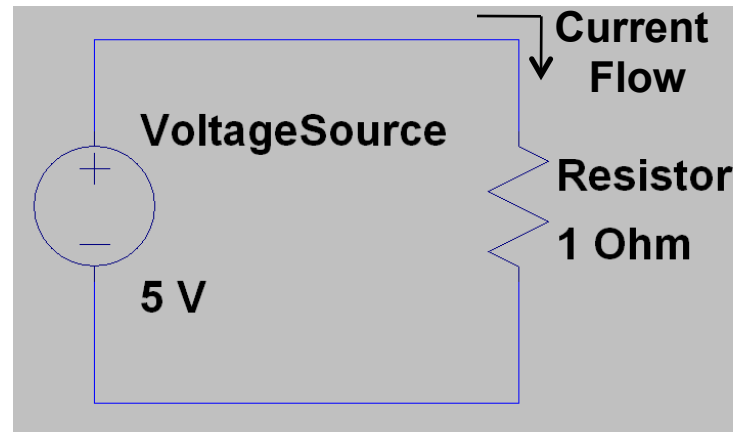 Current
Flow
VoltageSource
+
Resistor
1 Ohm
−
5 V